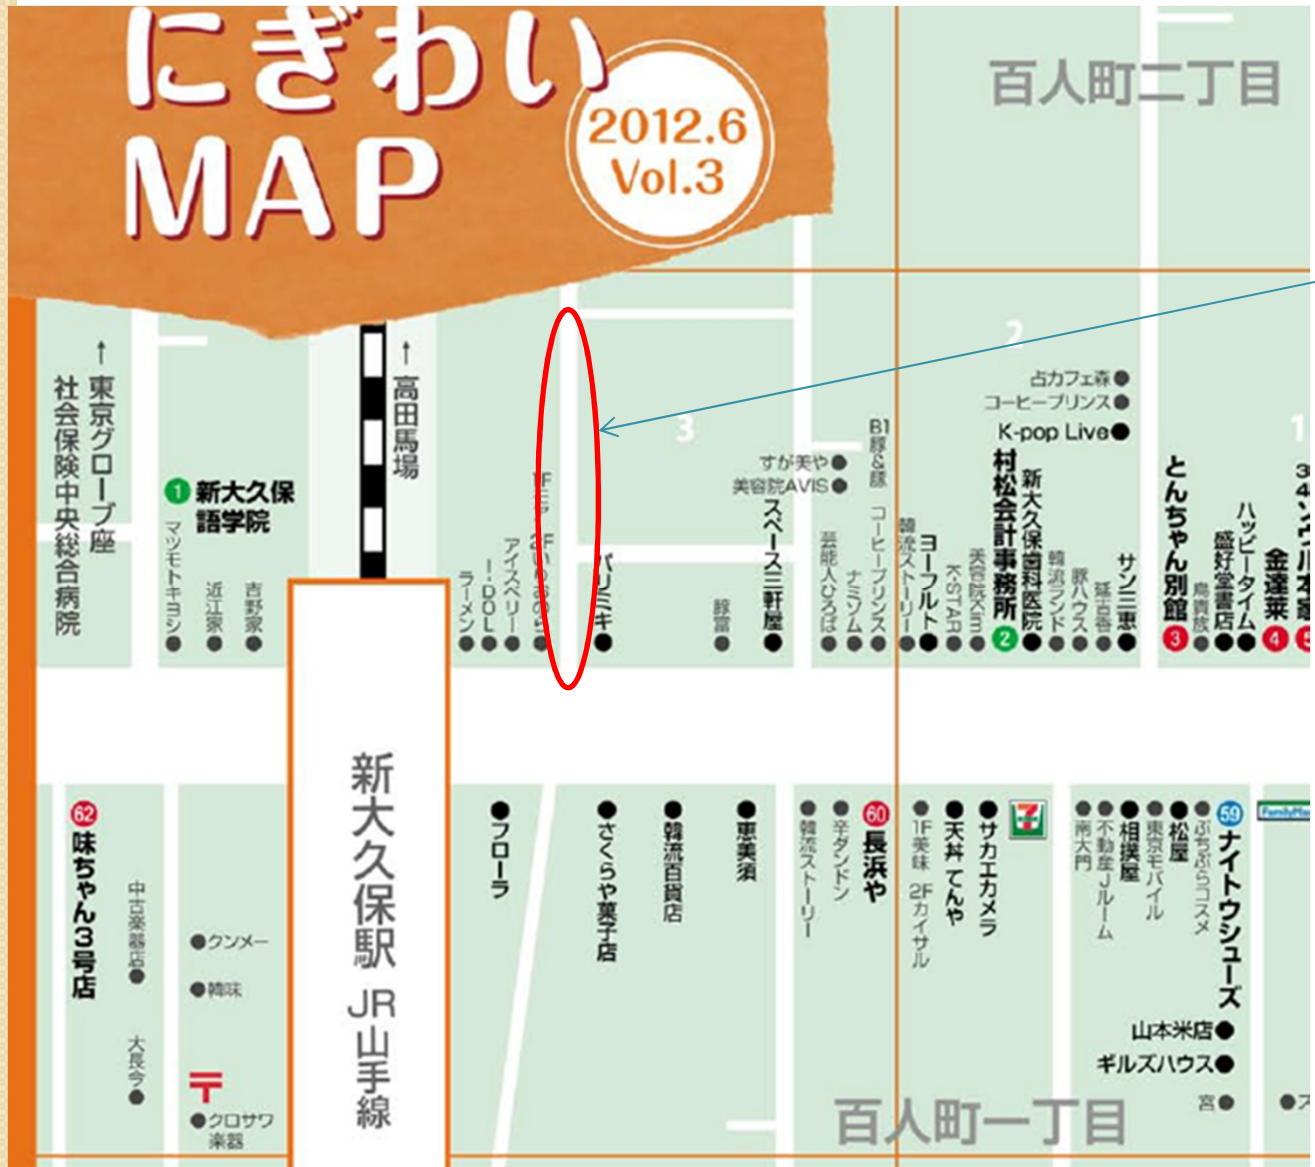 にぎわい
MAP
2012.6
Vol.3
百人町二丁目
↑東京グローブ座
社会保険中央総合病院
1
新大久保
語学院
マツモトキヨシ
近江家
吉野家
↑高田馬場
ラーメン
I-DOL
アイスベリー
パリミキ
3
豚富
すが美や
美容院AVIS
スペース三軒屋
芸能人ひろば
ナミソム
B1豚&豚
コーヒープリンス
韓流ストーリー
ヨーフルト
K-STAR
美容院Kim
2
占カフェ森
コーヒープリンス
K-pop Live
村松会計事務所
2
新大久保歯科医院
韓流ランド
豚ハウス
延吉香
サン三恵
1
とんちゃん別館
3
鳥貴族
盛好堂書店
ハッピータイム
金達莱
4
5
新大久保駅 JR山手線
62
味ちゃん3号店
中古楽器店
大長今
クンメー
韓味
〒
クロサワ
楽器
フローラ
さくらや菓子店
韓流百貨店
恵美須
韓流ストーリー
辛ダンドン
60
長浜や
1F美味 2Fカイサル
天丼 てんや
サカエカメラ
7
南大門
不動産Jルーム
相撲屋
東京モバイル
松屋
ぷちぷらコスメ
59
ナイトウシューズ
山本米店
ギルズハウス
宮
百人町一丁目